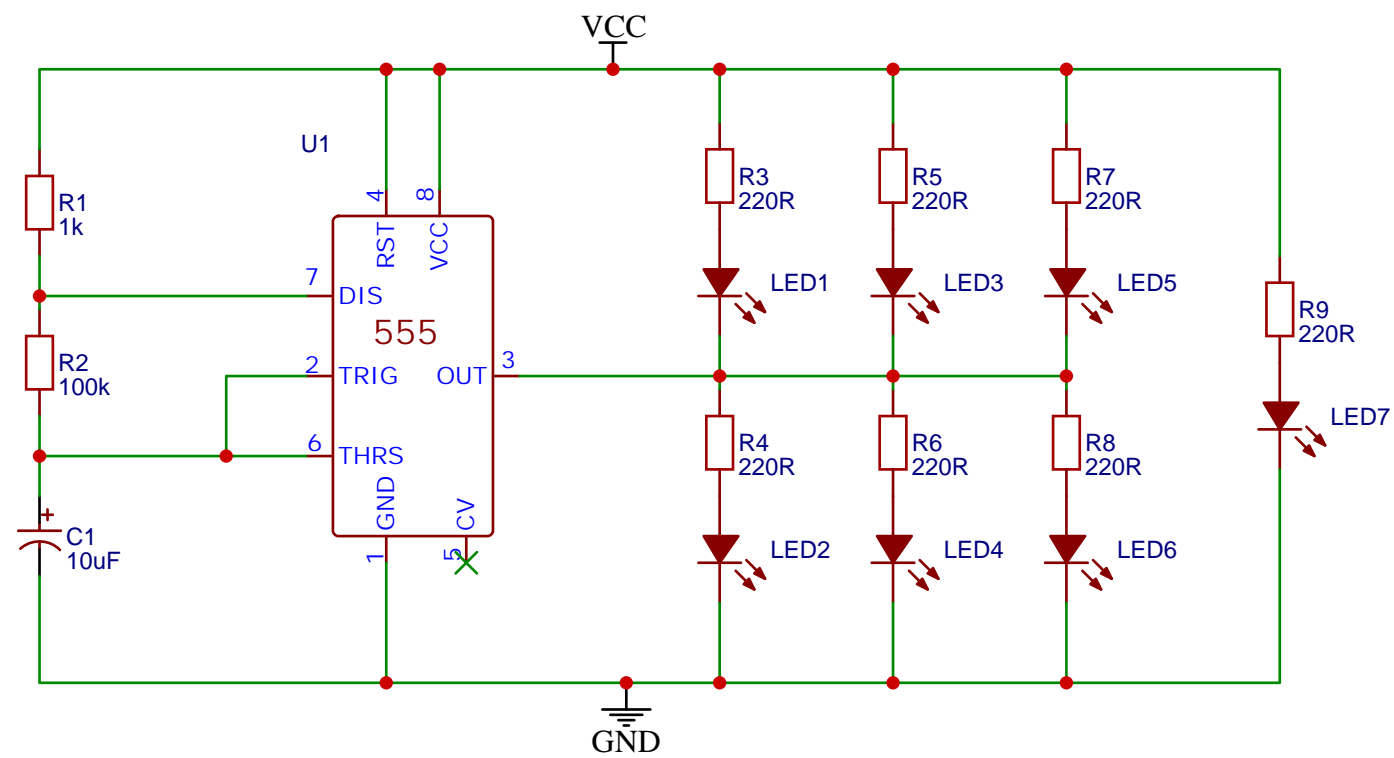 VCC
U1
R1
1k
R2
100k
C1
10uF
4
8
RST
VCC
7
DIS
555
2
TRIG
OUT
3
6
THRS
GND
CV
1
5
R3
220R
LED1
R5
220R
LED3
R7
220R
LED5
R9
220R
LED7
R4
220R
LED2
R6
220R
LED4
R8
220R
LED6
+
GND